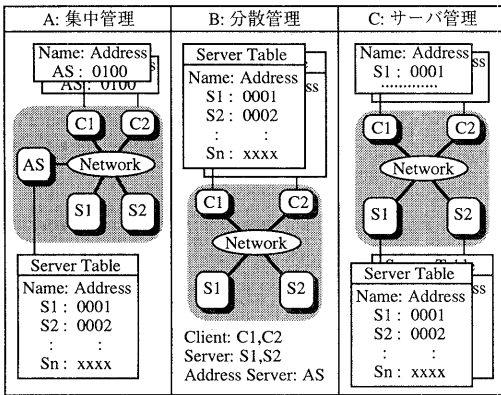 A: 集中管理
Name: Address
AS : 0100
AS : 0100
C1
C2
AS
Network
S1
S2
Server Table
Name: Address
S1 : 0001
S2 : 0002
: :
Sn : xxxx
B: 分散管理
Server Table
Name: Address
S1 : 0001
S2 : 0002
: :
Sn : xxxx
C1
C2
Network
S1
S2
Client: C1,C2
Server: S1,S2
Address Server: AS
C: サーバ管理
Name: Address
S1 : 0001
.............
C1
C2
Network
S1
S2
Server Table
Name: Address
S1 : 0001
S2 : 0002
: :
Sn : xxxx